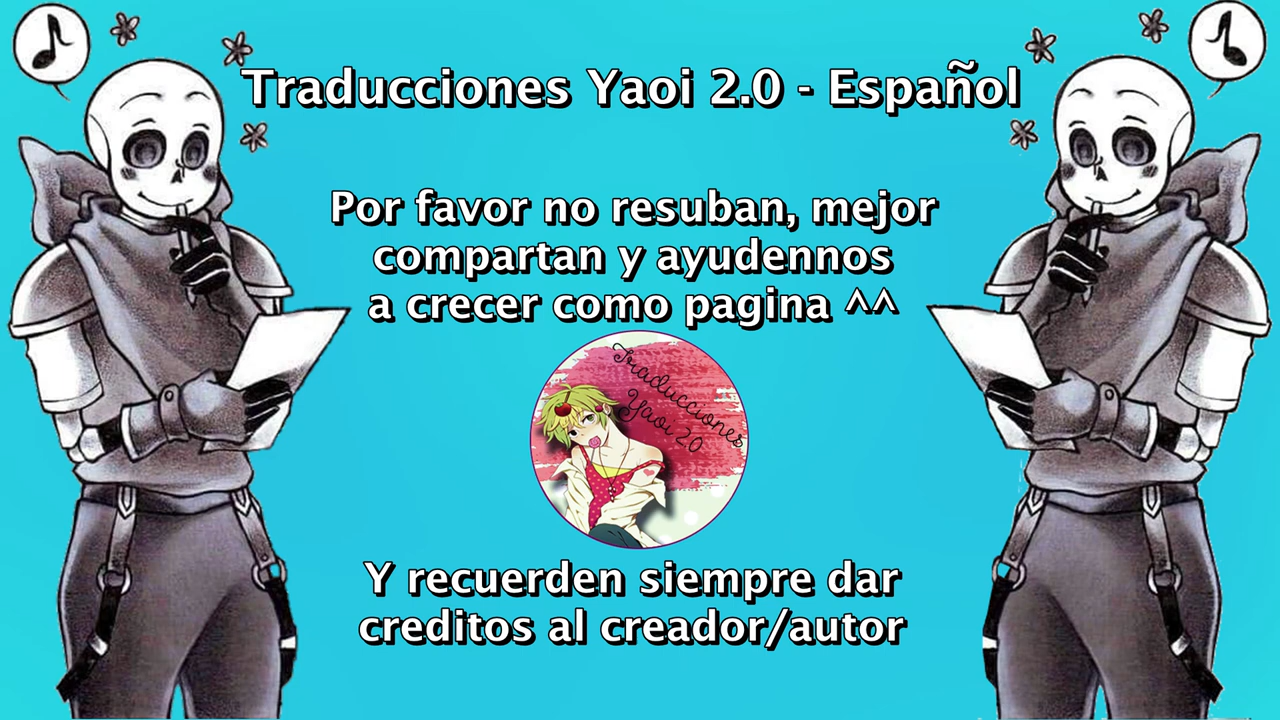 Traducciones Yaoi 2.0 - Español
Por favor no resuban, mejor
compartan y ayudennos
a crecer como pagina ^^
Traducciones
Yaoi 2.0
Y recuerden siempre dar
creditos al creador/autor